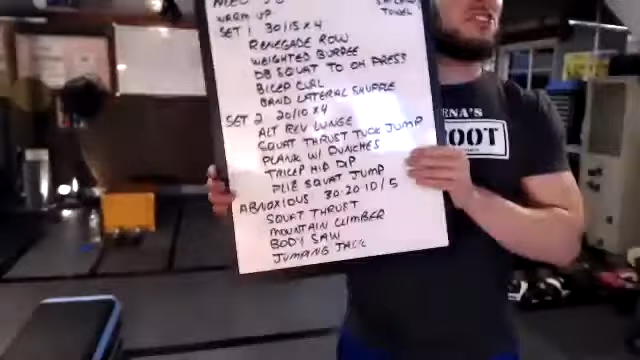 WARM UP
TOWEL
SET 1 30/15 x 4
RENEGADE ROW
WEIGHTED BURPEE
DB SQUAT TO OH PRESS
BICEP CURL
BAND LATERAL SHUFFLE
SET 2 20/10 x 4
ALT REV LUNGE
SQUAT THRUST TUCK JUMP
PLANK W/ PUNCHES
TRICEP HIP DIP
PLIE SQUAT JUMP
ABNOXIOUS 30·20·10/5
SQUAT THRUST
MOUNTAIN CLIMBER
BODY SAW
JUMPING JACK
ENA'S
OOT